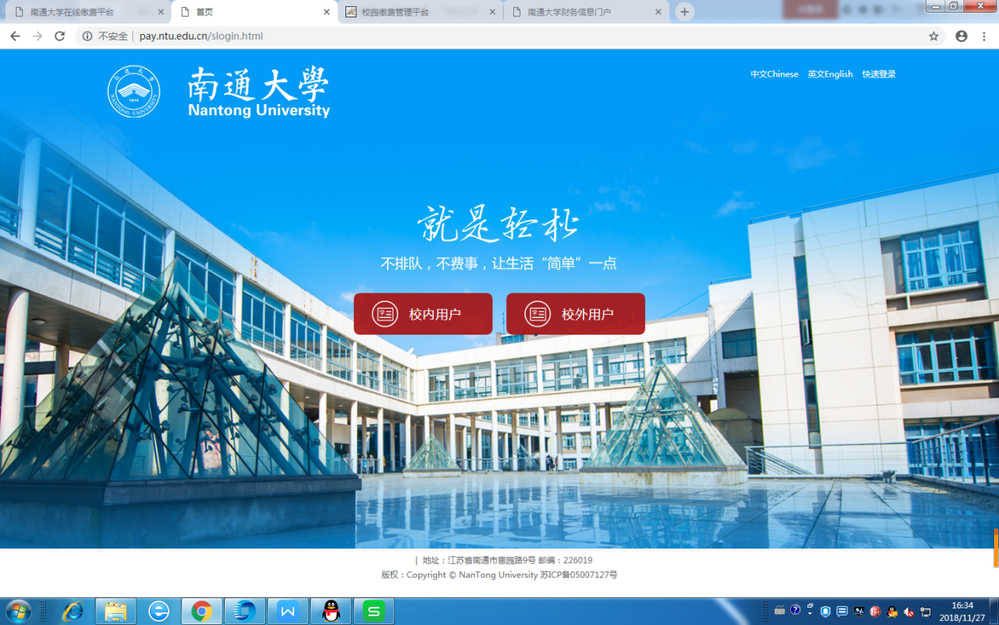 南通大学在线缴费平台
首页
校园缴费管理平台
南通大学财务信息门户
不安全
pay.ntu.edu.cn/slogin.html
南通大學
Nantong University
NANTONG UNIVERSITY
1912
中文Chinese 英文English 快速登录
就是轻松
不排队，不费事，让生活“简单”一点
校内用户
校外用户
| 地址：江苏省南通市啬园路9号 邮编：226019
版权：Copyright © NanTong University 苏ICP备05007127号
16:34
2018/11/27